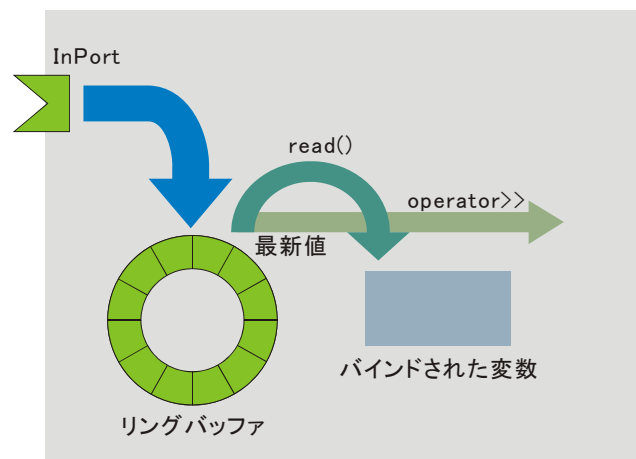 InPort
read()
operator>>
最新値
バインドされた変数
リングバッファ